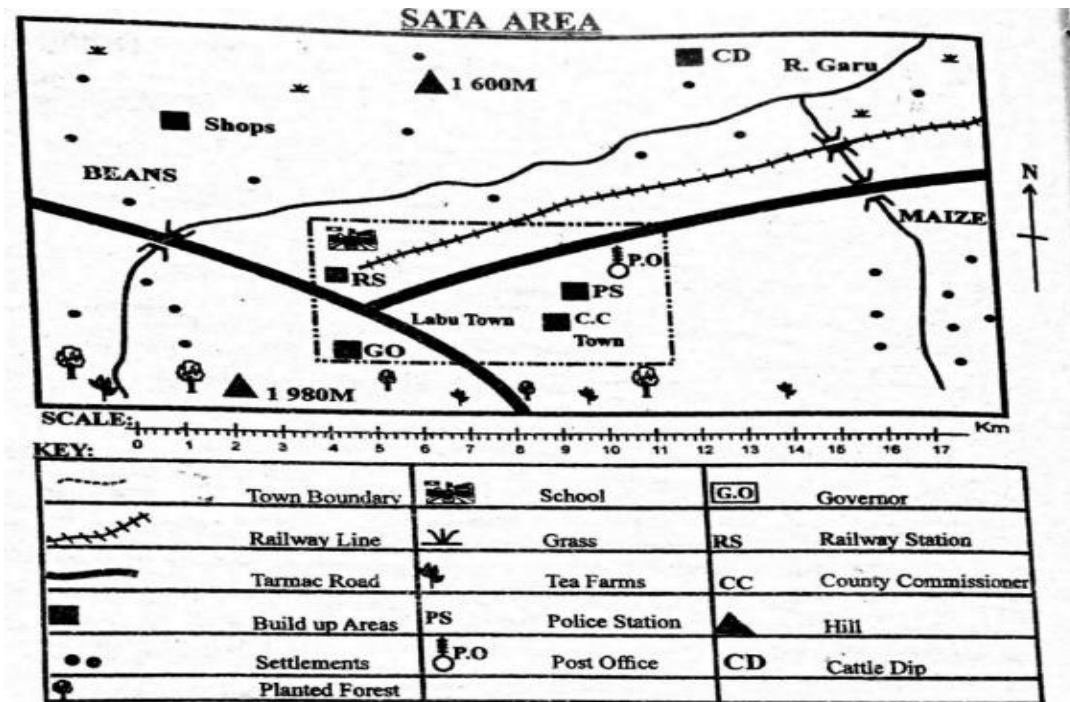 SATA AREA
1 600M
CD
R. Garu
Shops
BEANS
N
MAIZE
P.O
RS
PS
Labu Town
C.C
Town
GO
1 980M
SCALE:
Km
0 1 2 3 4 5 6 7 8 9 10 11 12 13 14 15 16 17
KEY:
Town Boundary School G.O Governor
Railway Line Grass RS Railway Station
Tarmac Road Tea Farms CC County Commissioner
Build up Areas PS Police Station Hill
Settlements P.O Post Office CD Cattle Dip
Planted Forest